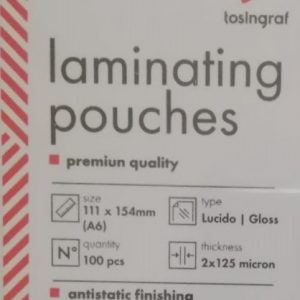 tosingraf
laminating
pouches
premiun quality
size
111 x 154mm
(A6)
type
Lucido | Gloss
N°
quantity
100 pcs
thickness
2x125 micron
antistatic finishing